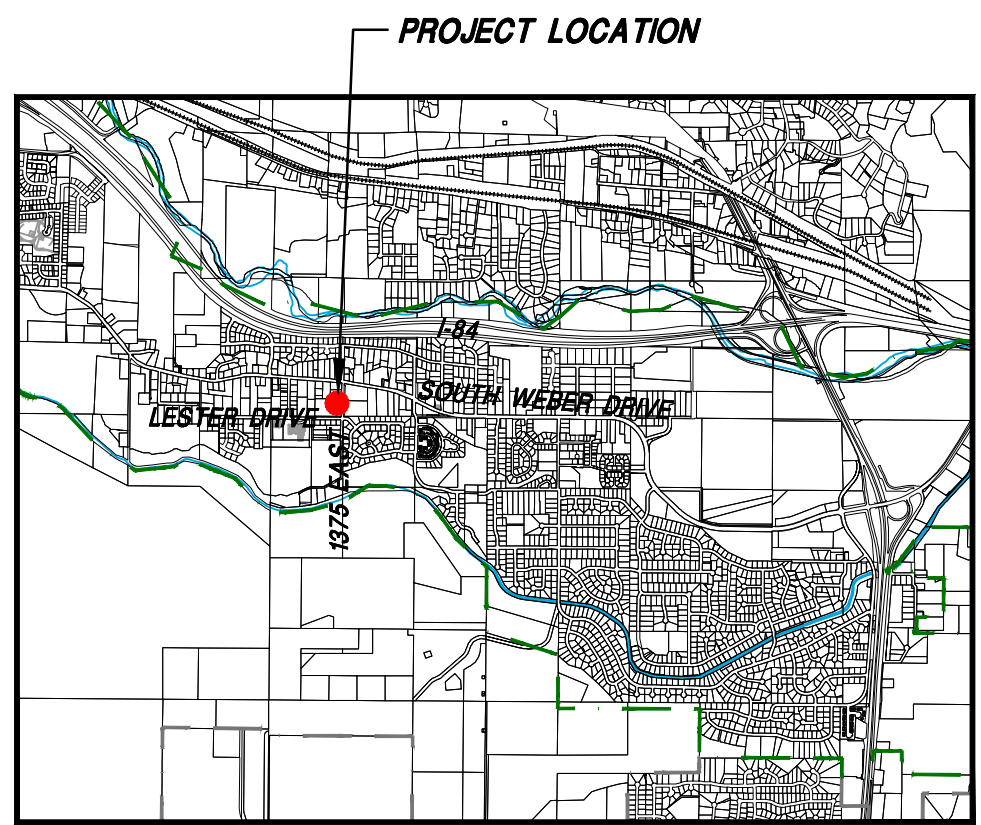 PROJECT LOCATION
I-84
SOUTH WEBER DRIVE
LESTER DRIVE
1375 EAST